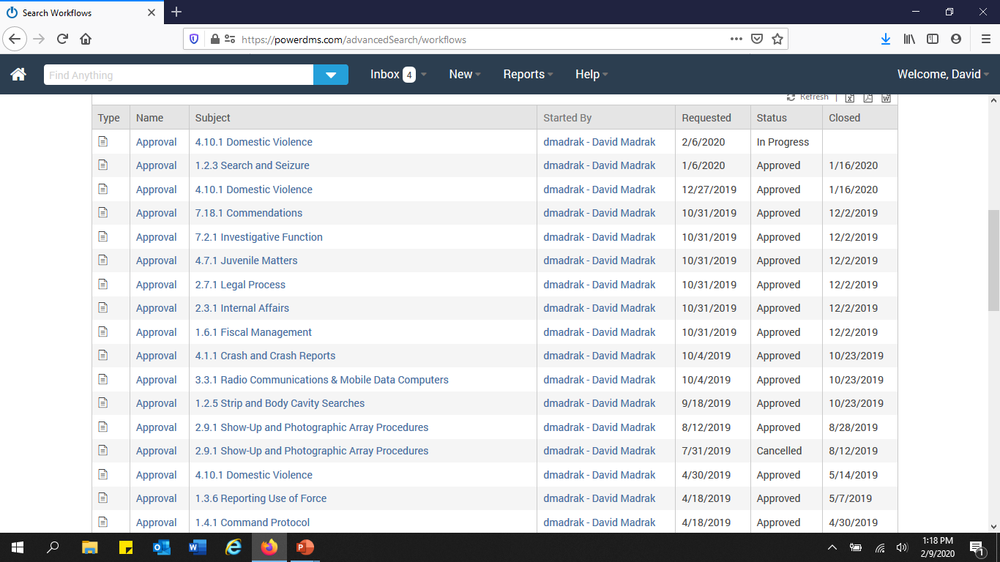 Search Workflows
https://powerdms.com/advancedSearch/workflows
Find Anything
Inbox 4 New Reports Help Welcome, David
Refresh
Type Name Subject Started By Requested Status Closed
Approval 4.10.1 Domestic Violence dmadrak - David Madrak 2/6/2020 In Progress
Approval 1.2.3 Search and Seizure dmadrak - David Madrak 1/6/2020 Approved 1/16/2020
Approval 4.10.1 Domestic Violence dmadrak - David Madrak 12/27/2019 Approved 1/16/2020
Approval 7.18.1 Commendations dmadrak - David Madrak 10/31/2019 Approved 12/2/2019
Approval 7.2.1 Investigative Function dmadrak - David Madrak 10/31/2019 Approved 12/2/2019
Approval 4.7.1 Juvenile Matters dmadrak - David Madrak 10/31/2019 Approved 12/2/2019
Approval 2.7.1 Legal Process dmadrak - David Madrak 10/31/2019 Approved 12/2/2019
Approval 2.3.1 Internal Affairs dmadrak - David Madrak 10/31/2019 Approved 12/2/2019
Approval 1.6.1 Fiscal Management dmadrak - David Madrak 10/31/2019 Approved 12/2/2019
Approval 4.1.1 Crash and Crash Reports dmadrak - David Madrak 10/4/2019 Approved 10/23/2019
Approval 3.3.1 Radio Communications & Mobile Data Computers dmadrak - David Madrak 10/4/2019 Approved 10/23/2019
Approval 1.2.5 Strip and Body Cavity Searches dmadrak - David Madrak 9/18/2019 Approved 10/23/2019
Approval 2.9.1 Show-Up and Photographic Array Procedures dmadrak - David Madrak 8/12/2019 Approved 8/28/2019
Approval 2.9.1 Show-Up and Photographic Array Procedures dmadrak - David Madrak 7/31/2019 Cancelled 8/12/2019
Approval 4.10.1 Domestic Violence dmadrak - David Madrak 4/30/2019 Approved 5/14/2019
Approval 1.3.6 Reporting Use of Force dmadrak - David Madrak 4/18/2019 Approved 5/7/2019
Approval 1.4.1 Command Protocol dmadrak - David Madrak 4/18/2019 Approved 4/30/2019
1:18 PM
2/9/2020
1